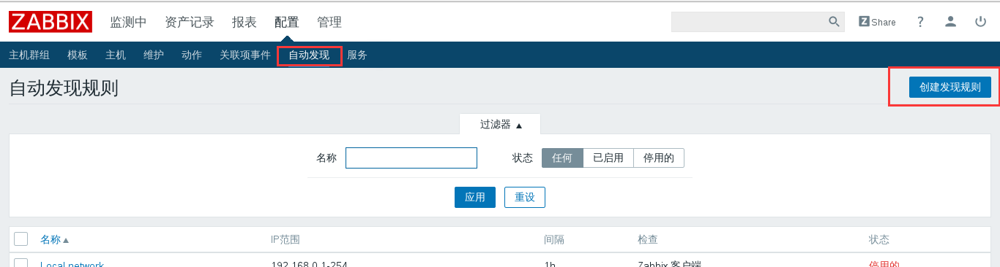 ZABBIX 监测中 资产记录 报表 配置 管理 Z Share ?
主机群组 模板 主机 维护 动作 关联项事件 自动发现 服务
自动发现规则 创建发现规则
过滤器 ▲
名称 状态 任何 已启用 停用的
应用 重设
名称 ▲ IP范围 间隔 检查 状态
Local network 192.168.0.1-254 1h Zabbix 客户端 停用的